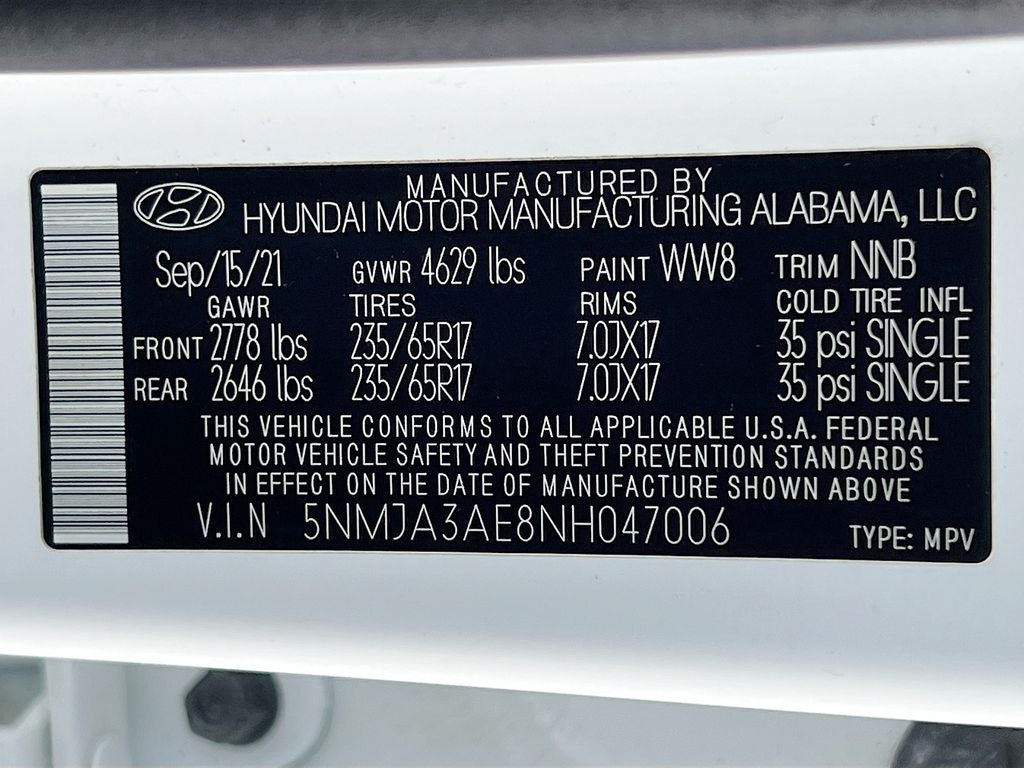 MANUFACTURED BY
HYUNDAI MOTOR MANUFACTURING ALABAMA, LLC
Sep/15/21 GVWR 4629 lbs PAINT WW8 TRIM NNB
GAWR TIRES RIMS COLD TIRE INFL
FRONT 2778 lbs 235/65R17 7.0JX17 35 psi SINGLE
REAR 2646 lbs 235/65R17 7.0JX17 35 psi SINGLE
THIS VEHICLE CONFORMS TO ALL APPLICABLE U.S.A. FEDERAL
MOTOR VEHICLE SAFETY AND THEFT PREVENTION STANDARDS
IN EFFECT ON THE DATE OF MANUFACTURE SHOWN ABOVE
V.I.N 5NMJA3AE8NH047006 TYPE: MPV